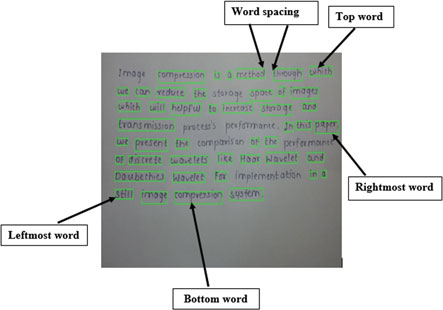 Word spacing
Top word
Image compression is a method through which
we can reduce the storage space of images
which will helpful to increase storage and
transmission process's performance. In this paper,
we present the comparison of the performance
of discrete wavelets like Haar Wavelet and
Daubechies Wavelet for implementation in a
still image compression system.
Rightmost word
Leftmost word
Bottom word